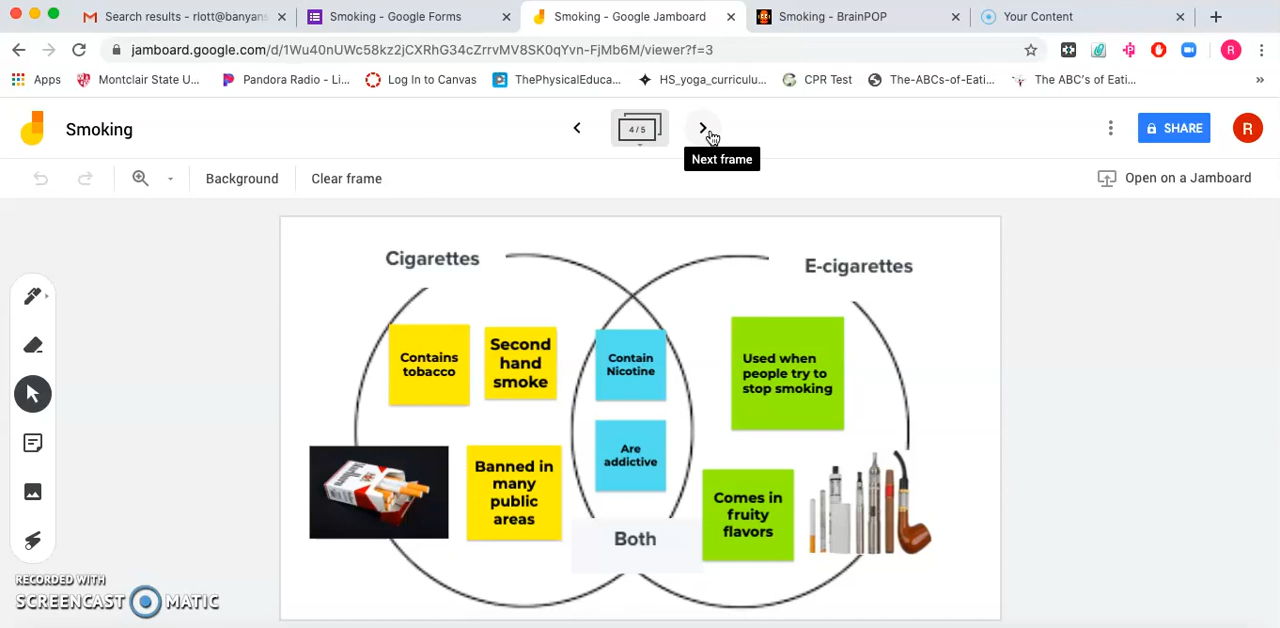 Search results - rlott@banyans
Smoking - Google Forms
Smoking - Google Jamboard
Smoking - BrainPOP
Your Content
jamboard.google.com/d/1Wu40nUWc58kz2jCXRhG34cZrrvMV8SK0qYvn-FjMb6M/viewer?f=3
R
Apps
Montclair State U...
Pandora Radio - Li...
Log In to Canvas
ThePhysicalEduca...
HS_yoga_curriculu...
CPR Test
The-ABCs-of-Eati...
The ABC's of Eati...
»
Smoking
4 / 5
SHARE
R
Next frame
Background
Clear frame
Open on a Jamboard
Cigarettes
E-cigarettes
Contains
tobacco
Second
hand
smoke
Contain
Nicotine
Used when
people try to
stop smoking
Are
addictive
Banned in
many
public
areas
Comes in
fruity
flavors
Both
RECORDED WITH
SCREENCAST MATIC